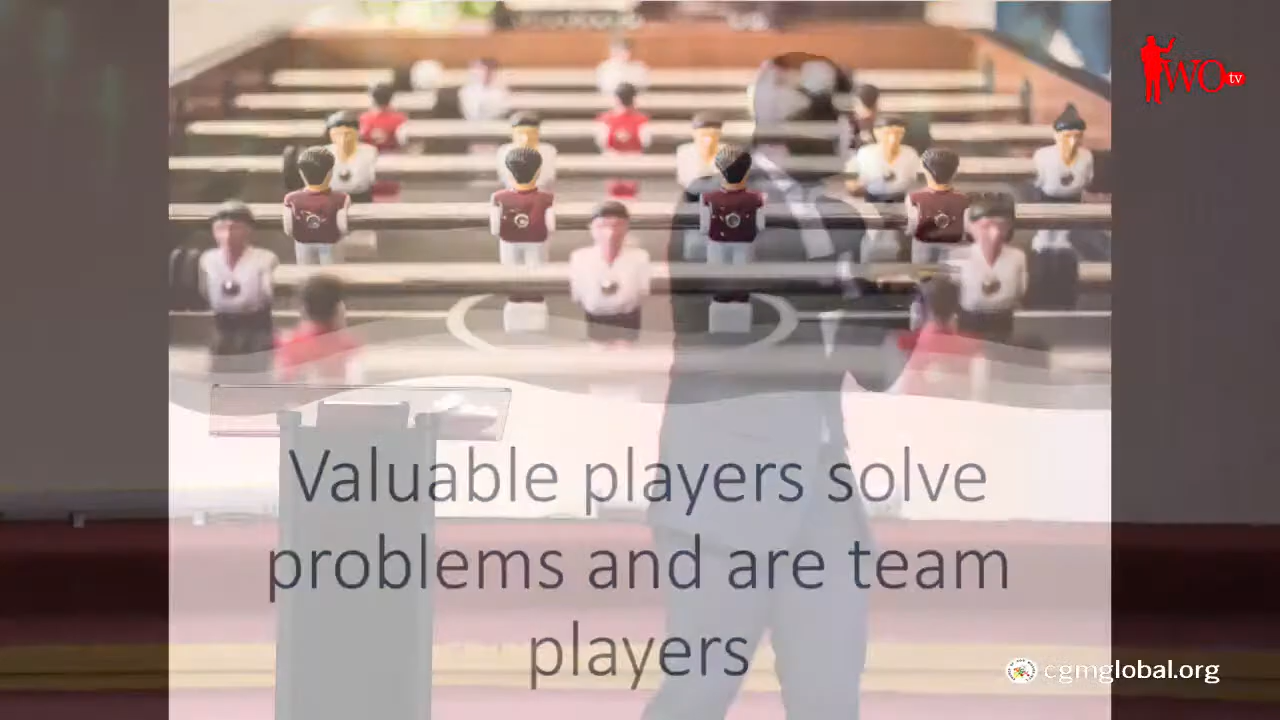 WO tv
Valuable players solve
problems and are team
players
cgmglobal.org